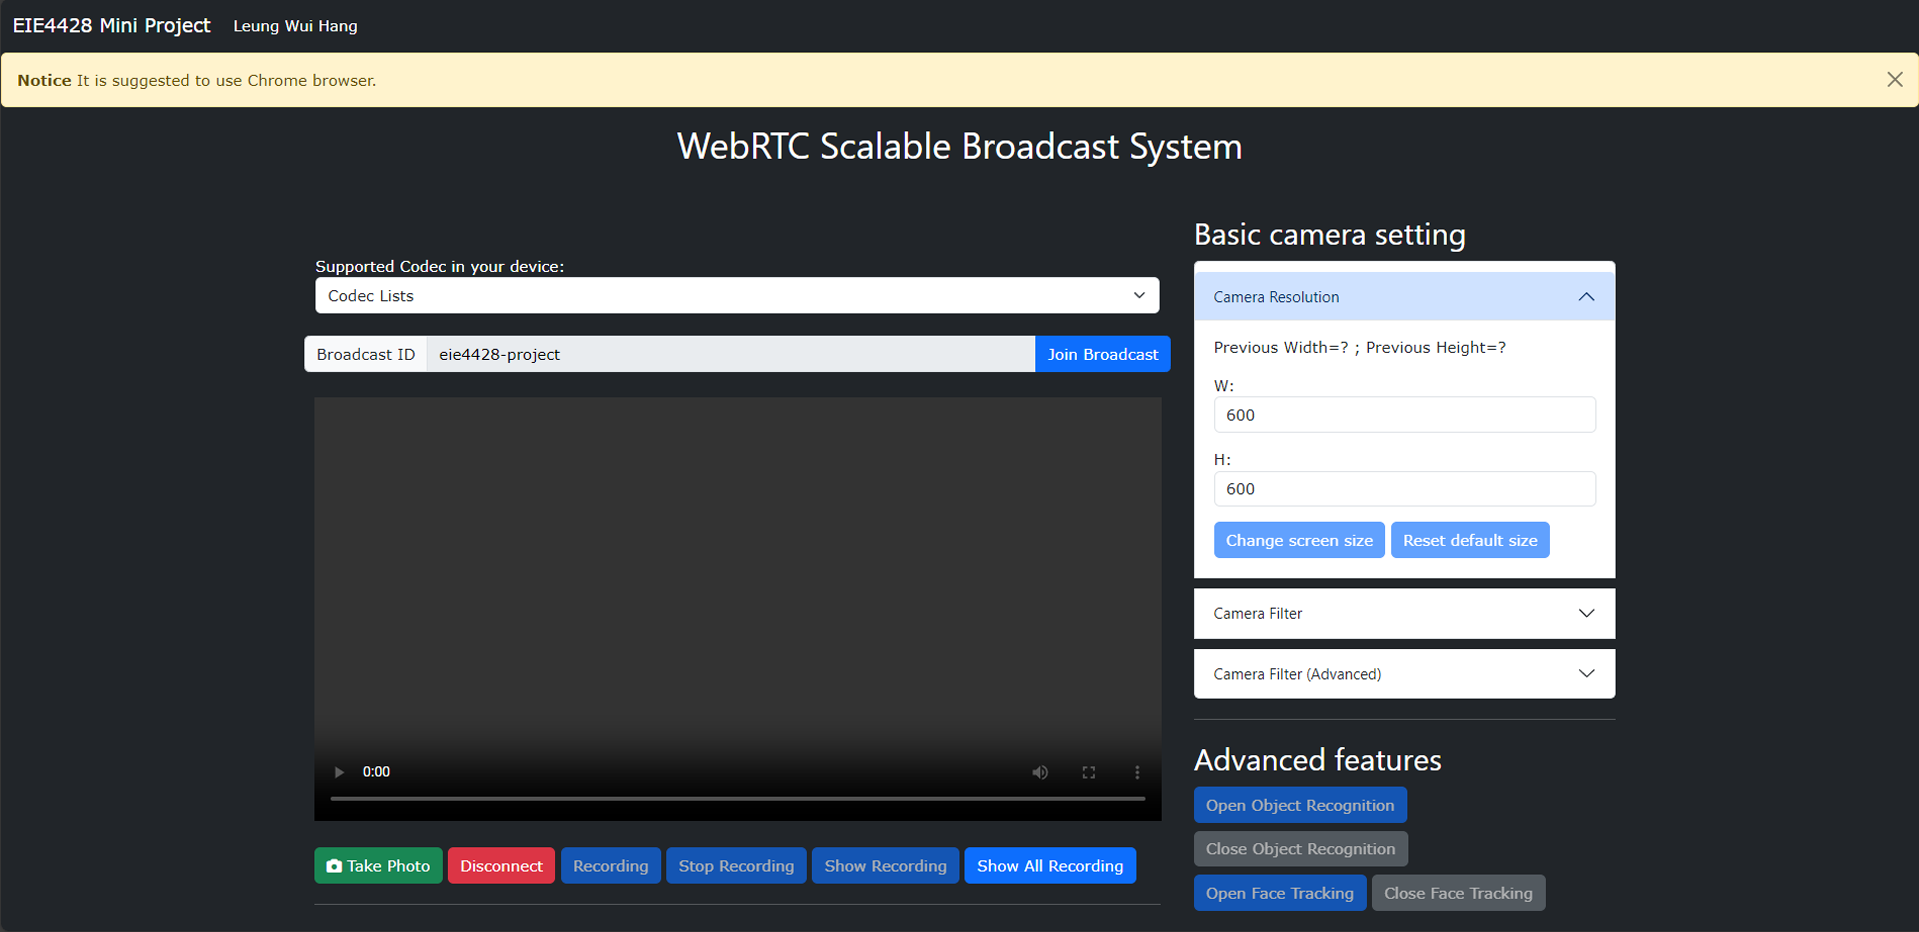 EIE4428 Mini Project Leung Wui Hang
Notice It is suggested to use Chrome browser.
WebRTC Scalable Broadcast System
Supported Codec in your device:
Codec Lists
Broadcast ID eie4428-project Join Broadcast
0:00
Take Photo Disconnect Recording Stop Recording Show Recording Show All Recording
Basic camera setting
Camera Resolution
Previous Width=? ; Previous Height=?
W:
600
H:
600
Change screen size Reset default size
Camera Filter
Camera Filter (Advanced)
Advanced features
Open Object Recognition
Close Object Recognition
Open Face Tracking Close Face Tracking